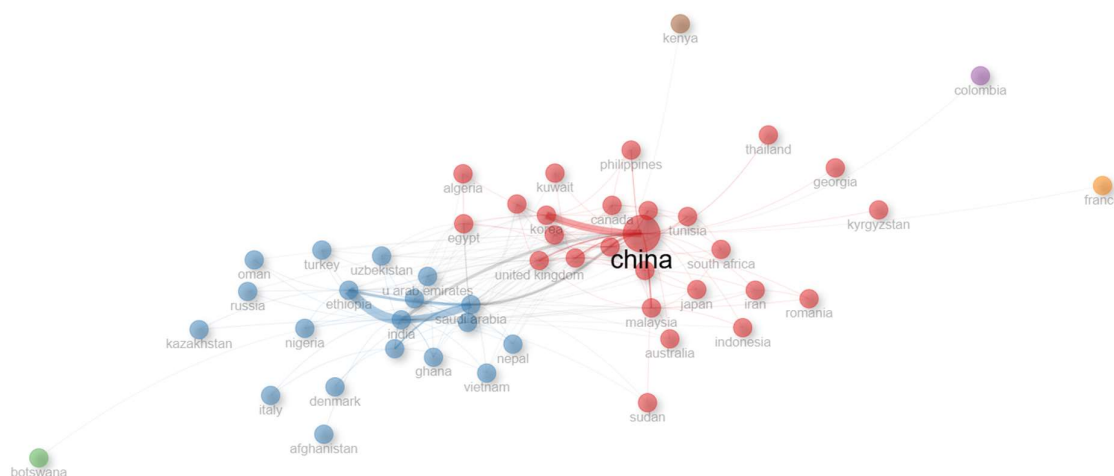 kenya
colombia
thailand
philippines
georgia
kuwait
algeria
franc
canada
kyrgyzstan
korea
tunisia
egypt
china
south africa
united kingdom
uzbekistan
turkey
oman
u arab emirates
ethiopia
russia
japan
iran
romania
saudi arabia
malaysia
india
kazakhstan
nigeria
indonesia
australia
nepal
ghana
vietnam
denmark
italy
sudan
afghanistan
botswana